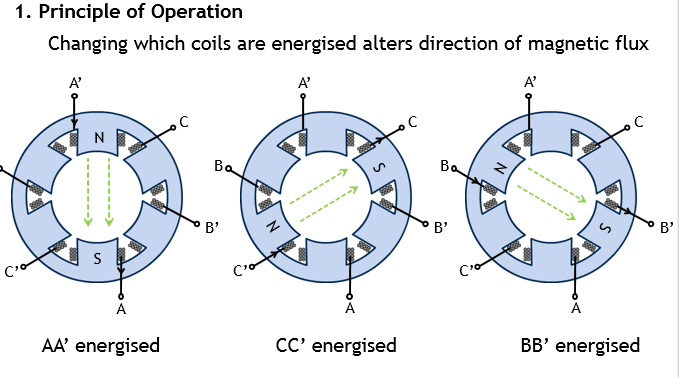 1. Principle of Operation
Changing which coils are energised alters direction of magnetic flux
A' A' A'
C C C
N
B B
S N
B' B' B'
N S
S
C' C' C'
A A A
AA' energised CC' energised BB' energised